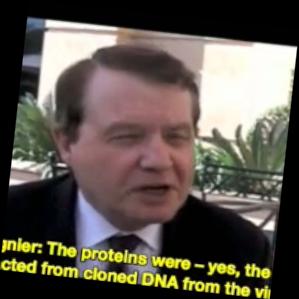 gnier: The proteins were – yes, the
cted from cloned DNA from the vi